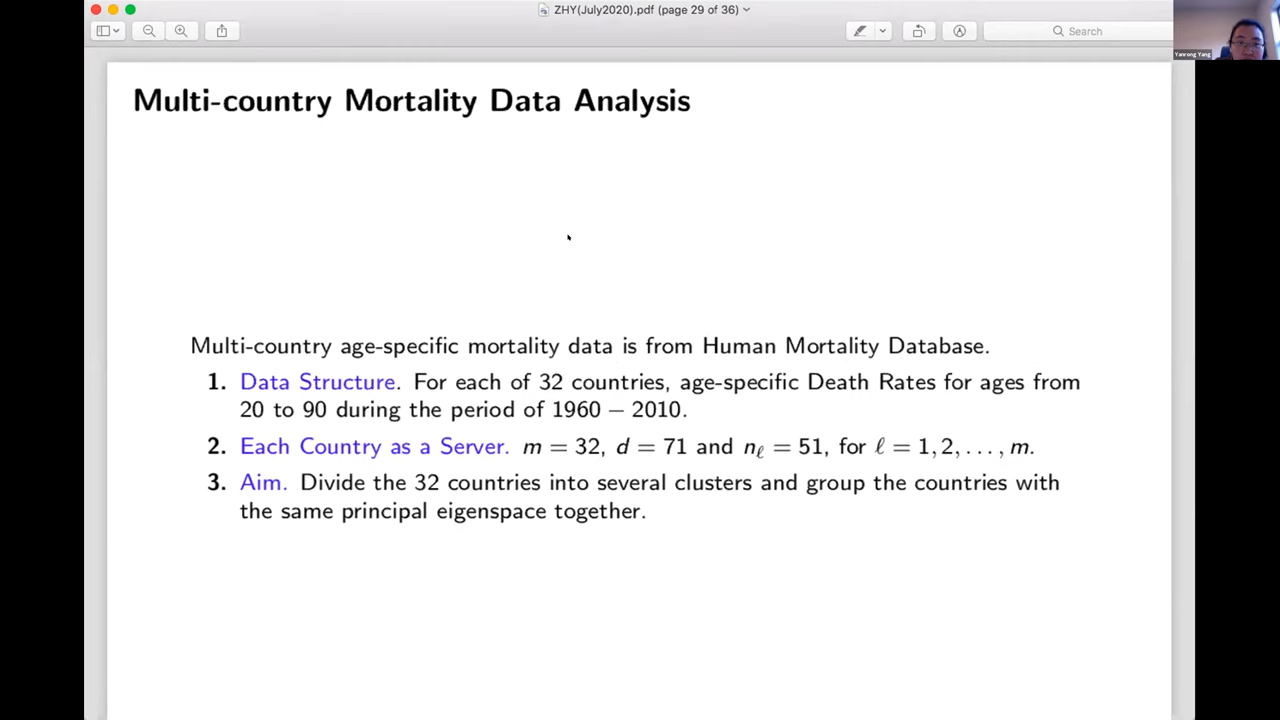 ZHY(July2020).pdf (page 29 of 36)
Search
Yanrong Yang
Multi-country Mortality Data Analysis
Multi-country age-specific mortality data is from Human Mortality Database.
1. Data Structure. For each of 32 countries, age-specific Death Rates for ages from
20 to 90 during the period of 1960 − 2010.
2. Each Country as a Server. m = 32, d = 71 and nℓ = 51, for ℓ = 1, 2, . . . , m.
3. Aim. Divide the 32 countries into several clusters and group the countries with
the same principal eigenspace together.